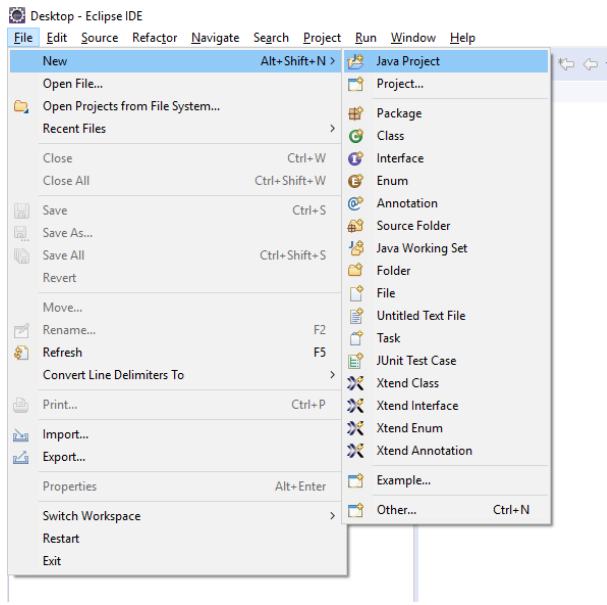 Desktop - Eclipse IDE
File Edit Source Refactor Navigate Search Project Run Window Help
New Alt+Shift+N >
Open File...
Open Projects from File System...
Recent Files >
Close Ctrl+W
Close All Ctrl+Shift+W
Save Ctrl+S
Save As...
Save All Ctrl+Shift+S
Revert
Move...
Rename... F2
Refresh F5
Convert Line Delimiters To >
Print... Ctrl+P
Import...
Export...
Properties Alt+Enter
Switch Workspace >
Restart
Exit
Java Project
Project...
Package
Class
Interface
Enum
Annotation
Source Folder
Java Working Set
Folder
File
Untitled Text File
Task
JUnit Test Case
Xtend Class
Xtend Interface
Xtend Enum
Xtend Annotation
Example...
Other... Ctrl+N